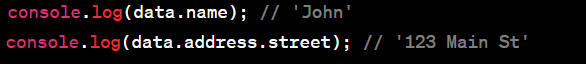 console.log(data.name); // 'John'
console.log(data.address.street); // '123 Main St'